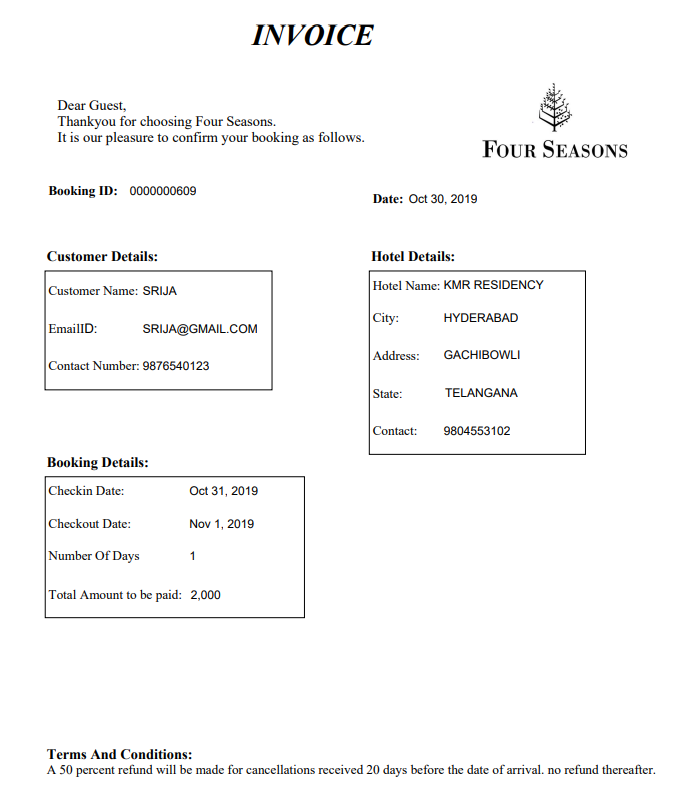 INVOICE
Dear Guest,
Thankyou for choosing Four Seasons.
It is our pleasure to confirm your booking as follows.
FOUR SEASONS
Booking ID: 0000000609
Date: Oct 30, 2019
Customer Details:
Customer Name: SRIJA
EmailID: SRIJA@GMAIL.COM
Contact Number: 9876540123
Hotel Details:
Hotel Name: KMR RESIDENCY
City: HYDERABAD
Address: GACHIBOWLI
State: TELANGANA
Contact: 9804553102
Booking Details:
Checkin Date: Oct 31, 2019
Checkout Date: Nov 1, 2019
Number Of Days 1
Total Amount to be paid: 2,000
Terms And Conditions:
A 50 percent refund will be made for cancellations received 20 days before the date of arrival. no refund thereafter.